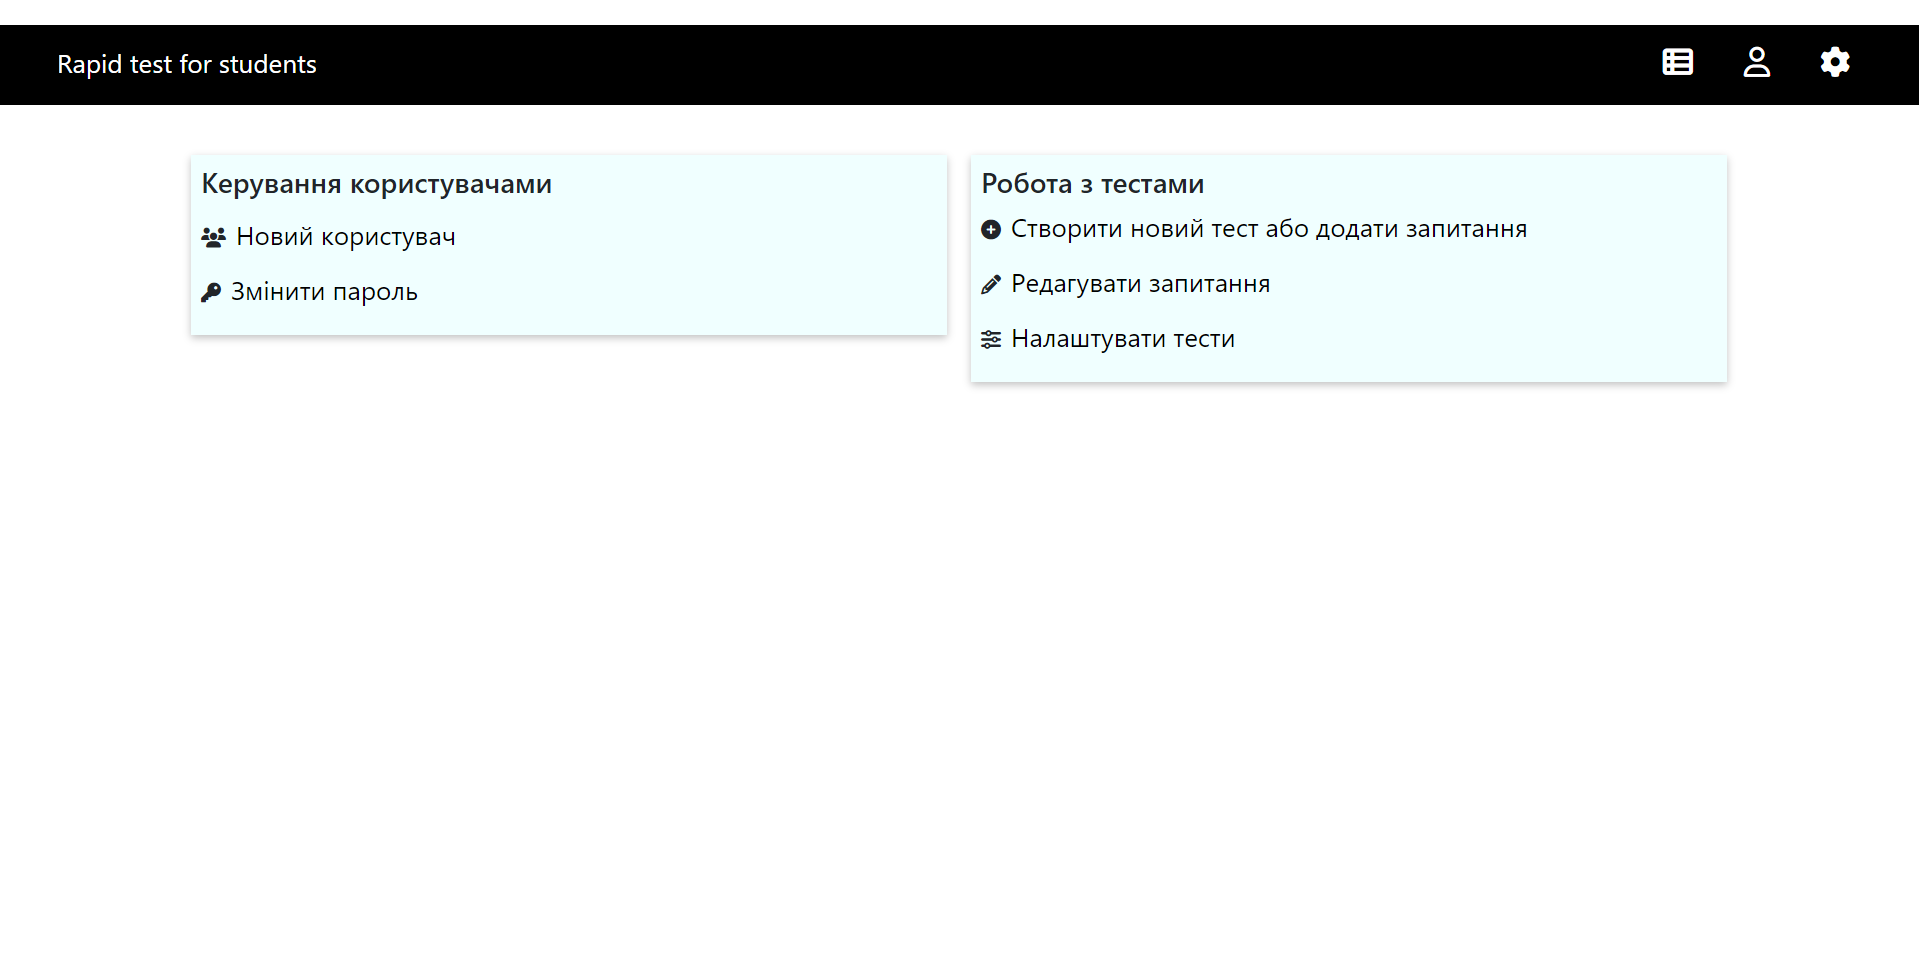 Rapid test for students
Керування користувачами
Новий користувач
Змінити пароль
Робота з тестами
Створити новий тест або додати запитання
Редагувати запитання
Налаштувати тести